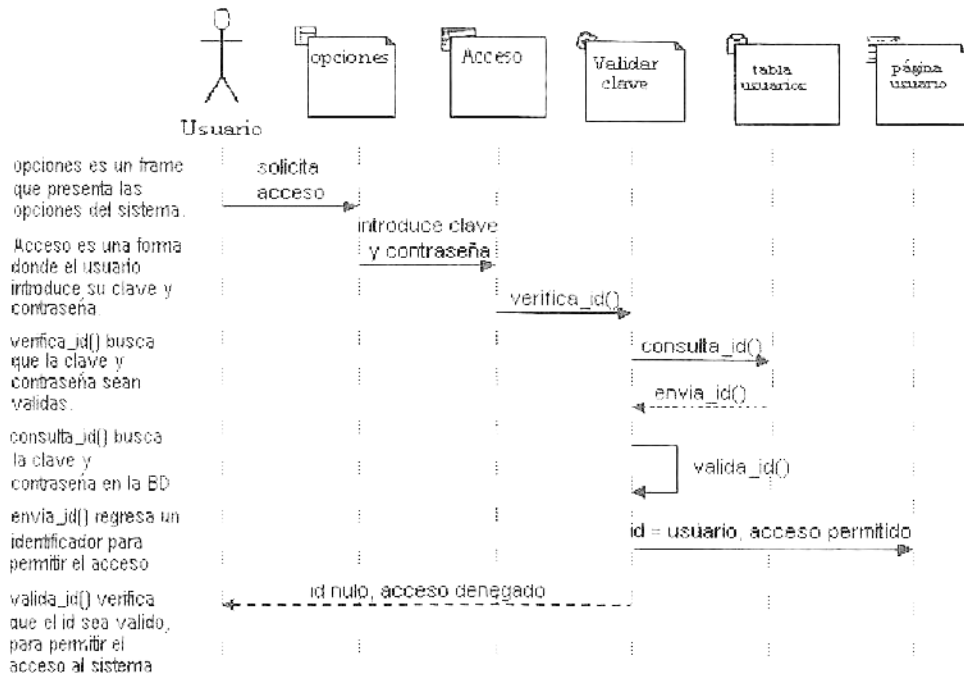 opciones
Acceso
Validar
clave
tabla
usuarios
página
usuario
Usuario
opciones es un frame
que presenta las
opciones del sistema.
solicita
acceso
introduce clave
y contraseña
Acceso es una forma
donde el usuario
introduce su clave y
contraseña.
verifica_id()
verifica_id() busca
que la clave y
contraseña sean
validas.
consulta_id()
envia_id()
consulta_id() busca
la clave y
contraseña en la BD
valida_id()
envia_id() regresa un
identificador para
permitir el acceso
id = usuario, acceso permitido
id nulo, acceso denegado
valida_id() verifica
que el id sea valido,
para permitir el
acceso al sistema